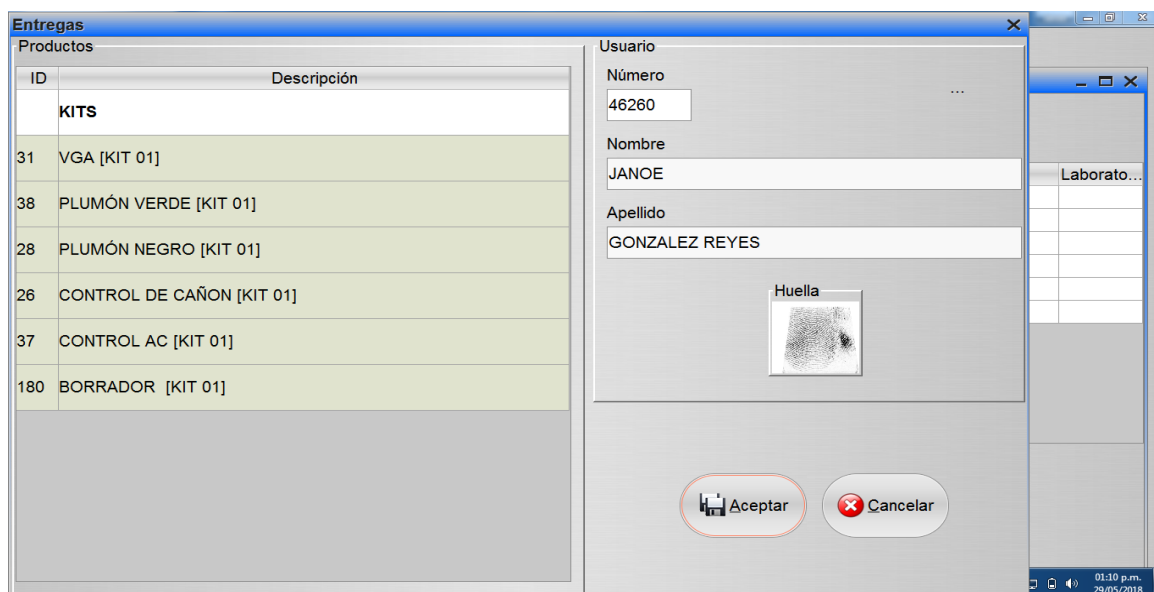 Entregas
Productos
ID Descripción
KITS
31 VGA [KIT 01]
38 PLUMÓN VERDE [KIT 01]
28 PLUMÓN NEGRO [KIT 01]
26 CONTROL DE CAÑON [KIT 01]
37 CONTROL AC [KIT 01]
180 BORRADOR [KIT 01]
Usuario
Número
...
46260
Nombre
JANOE
Apellido
GONZALEZ REYES
Huella
Aceptar
Cancelar
Laborato...
01:10 p.m.
29/05/2018